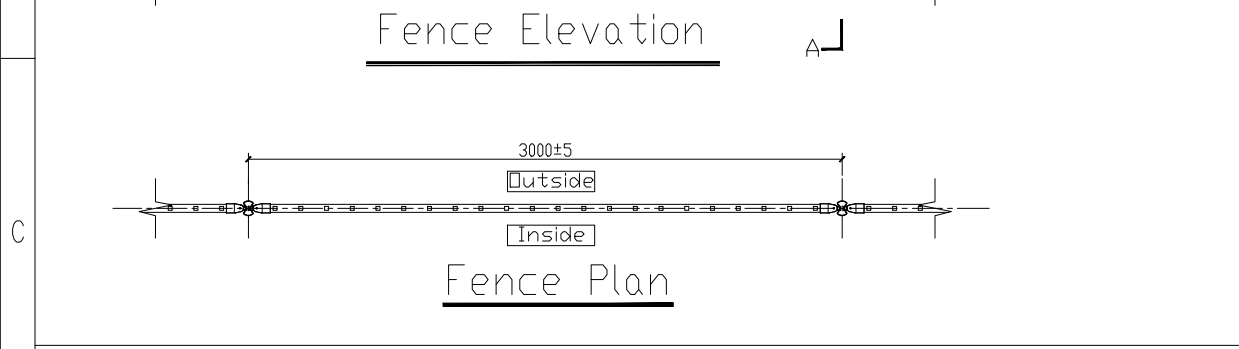 Fence Elevation
A
3000±5
Outside
C
Inside
Fence Plan